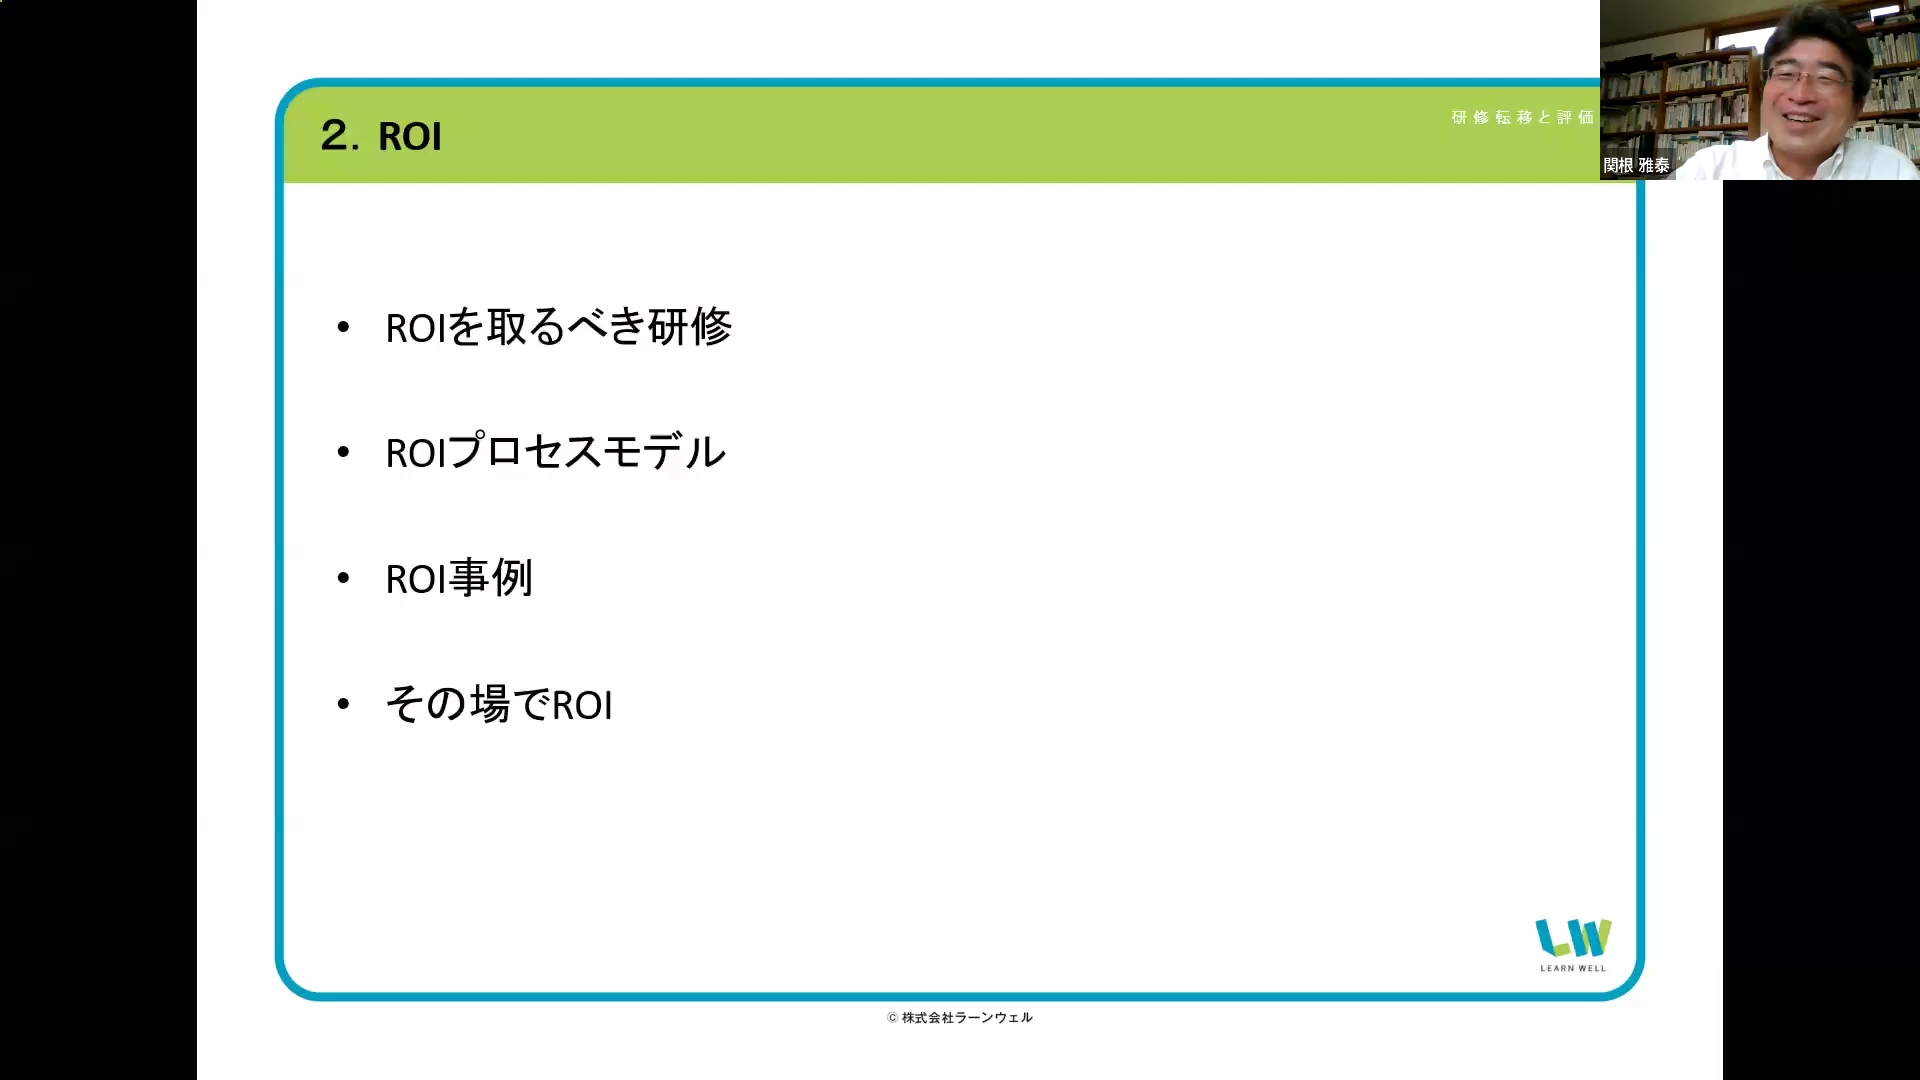 2. ROI
研修転移と評価
関根 雅泰
• ROIを取るべき研修
• ROIプロセスモデル
• ROI事例
• その場でROI
LW
LEARN WELL
© 株式会社ラーンウェル